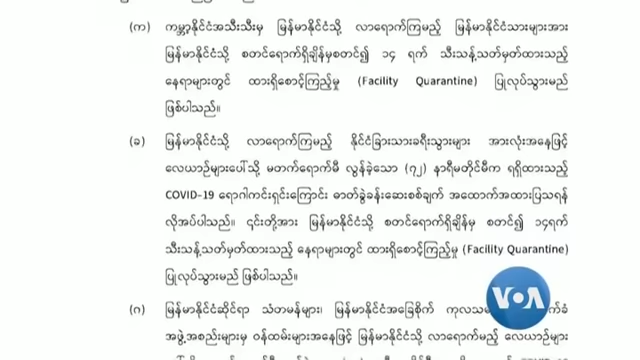 (က) ကမ္ဘာ့နိုင်ငံအသီးသီးမှ မြန်မာနိုင်ငံသို့ လာရောက်ကြမည့် မြန်မာနိုင်ငံသားများအား
မြန်မာနိုင်ငံသို့ စတင်ရောက်ရှိချိန်မှစတင်၍ ၁၄ ရက် သီးသန့်သတ်မှတ်ထားသည့်
နေရာများတွင် ထားရှိစောင့်ကြည့်မှု (Facility Quarantine) ပြုလုပ်သွားမည်
ဖြစ်ပါသည်။
(ခ) မြန်မာနိုင်ငံသို့ လာရောက်ကြမည့် နိုင်ငံခြားသားခရီးသွားများ အားလုံးအနေဖြင့်
လေယာဉ်များပေါ်သို့ မတက်ရောက်မီ လွန်ခဲ့သော (၇၂) နာရီမတိုင်မီက ရရှိထားသည့်
COVID-19 ရောဂါကင်းရှင်းကြောင်း ဓာတ်ခွဲခန်းဆေးစစ်ချက် အထောက်အထားပြသရန်
လိုအပ်ပါသည်။ ၎င်းတို့အား မြန်မာနိုင်ငံသို့ စတင်ရောက်ရှိချိန်မှ စတင်၍ ၁၄ရက်
သီးသန့်သတ်မှတ်ထားသည့် နေရာများတွင် ထားရှိစောင့်ကြည့်မှု (Facility Quarantine)
ပြုလုပ်သွားမည် ဖြစ်ပါသည်။
VOA
(ဂ) မြန်မာနိုင်ငံဆိုင်ရာ သံတမန်များ၊ မြန်မာနိုင်ငံအခြေစိုက် ကုလသမ
အဖွဲ့အစည်းများမှ ဝန်ထမ်းများအနေဖြင့် မြန်မာနိုင်ငံသို့ လာရောက်မည့် လေယာဉ်များ